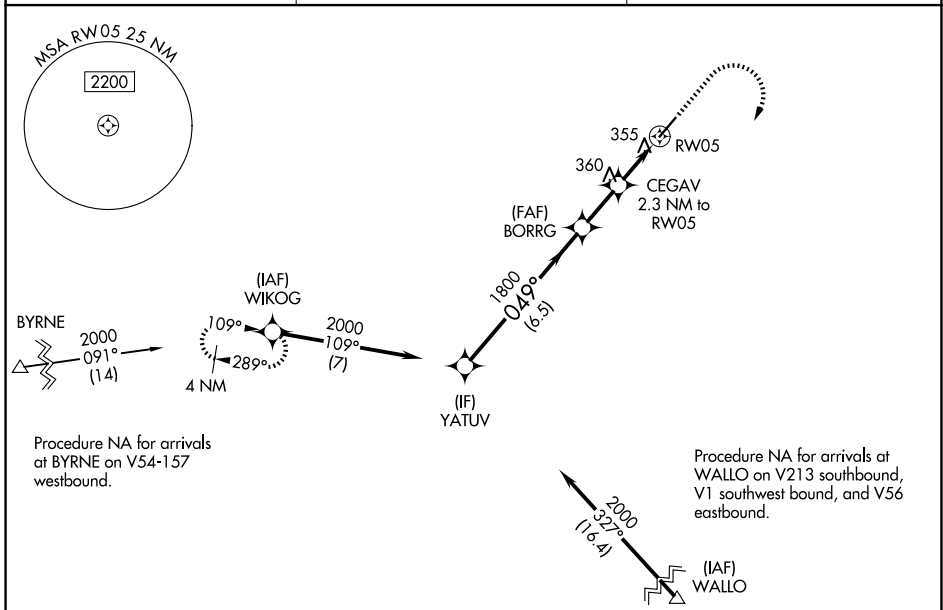 MSA RW05 25 NM
2200
355
RW05
360
CEGAV
2.3 NM to
RW05
(FAF)
BORRG
1800
049°
(6.5)
(IAF)
WIKOG
BYRNE
2000
091°
(14)
109°
289°
4 NM
2000
109°
(7)
(IF)
YATUV
Procedure NA for arrivals
at BYRNE on V54-157
westbound.
Procedure NA for arrivals at
WALLO on V213 southbound,
V1 southwest bound, and V56
eastbound.
2000
327°
(16.4)
(IAF)
WALLO